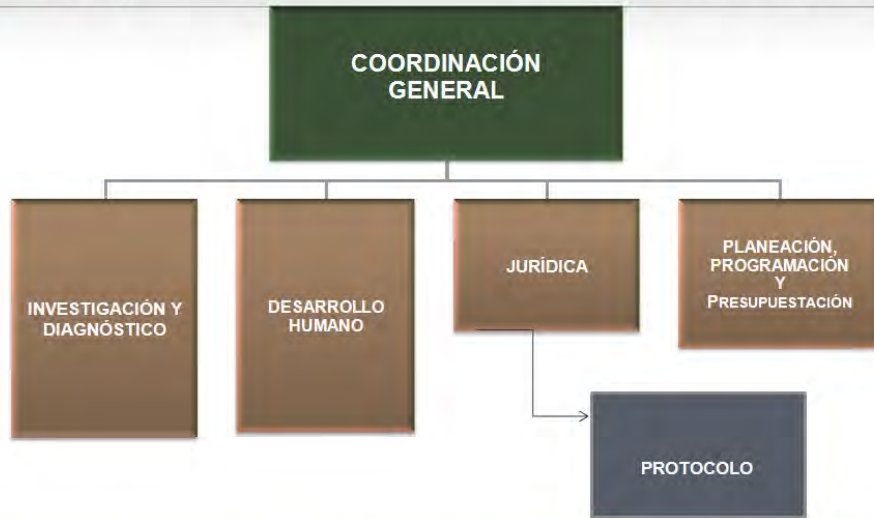 COORDINACIÓN
GENERAL
INVESTIGACIÓN Y
DIAGNÓSTICO
DESARROLLO
HUMANO
JURÍDICA
PLANEACIÓN,
PROGRAMACIÓN
Y
PRESUPUESTACIÓN
PROTOCOLO